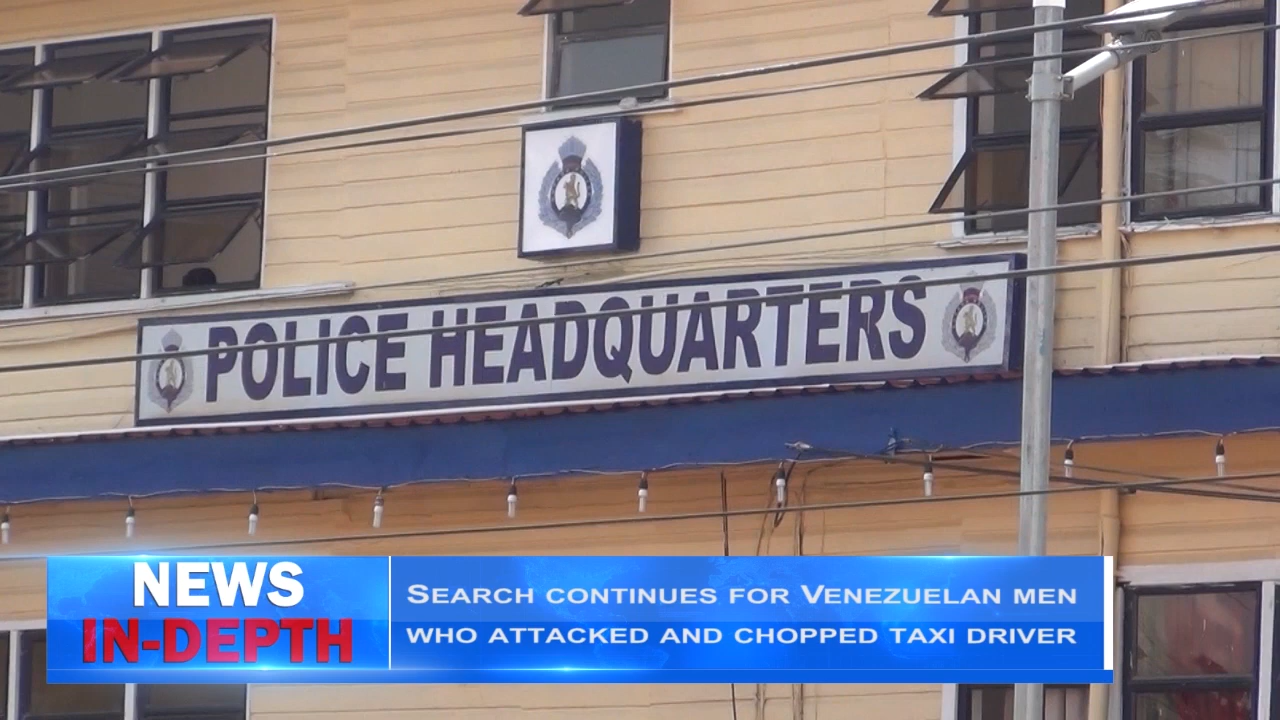 POLICE HEADQUARTERS
NEWS
IN-DEPTH
SEARCH CONTINUES FOR VENEZUELAN MEN
WHO ATTACKED AND CHOPPED TAXI DRIVER